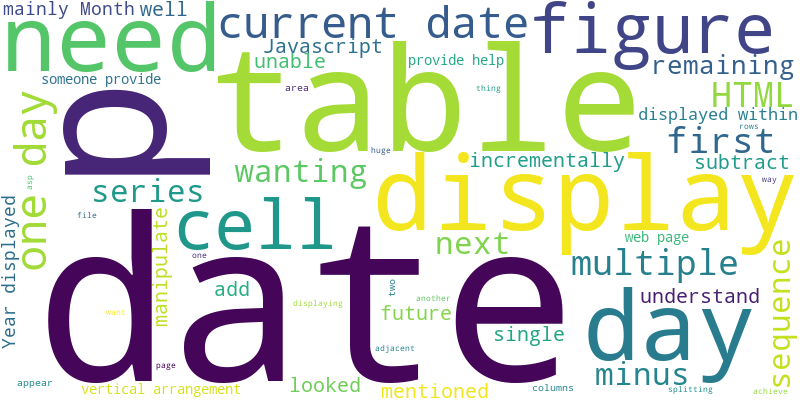 mainly Month
well
need
current date
figure
Javascript
someone provide
unable
provide help
remaining
table
area
thing
HTML
p
displayed within
one day
huge
first
rows
display
incrementally
subtract
wanting
series
asp
way
cell
Year displayed
file
manipulate
next
web page
date
one
multiple
sequence
add
two
understand
displaying
another
want
future
day
single
adjacent
page
minus
appear
vertical arrangement
looked
mentioned
columns
splitting
achieve